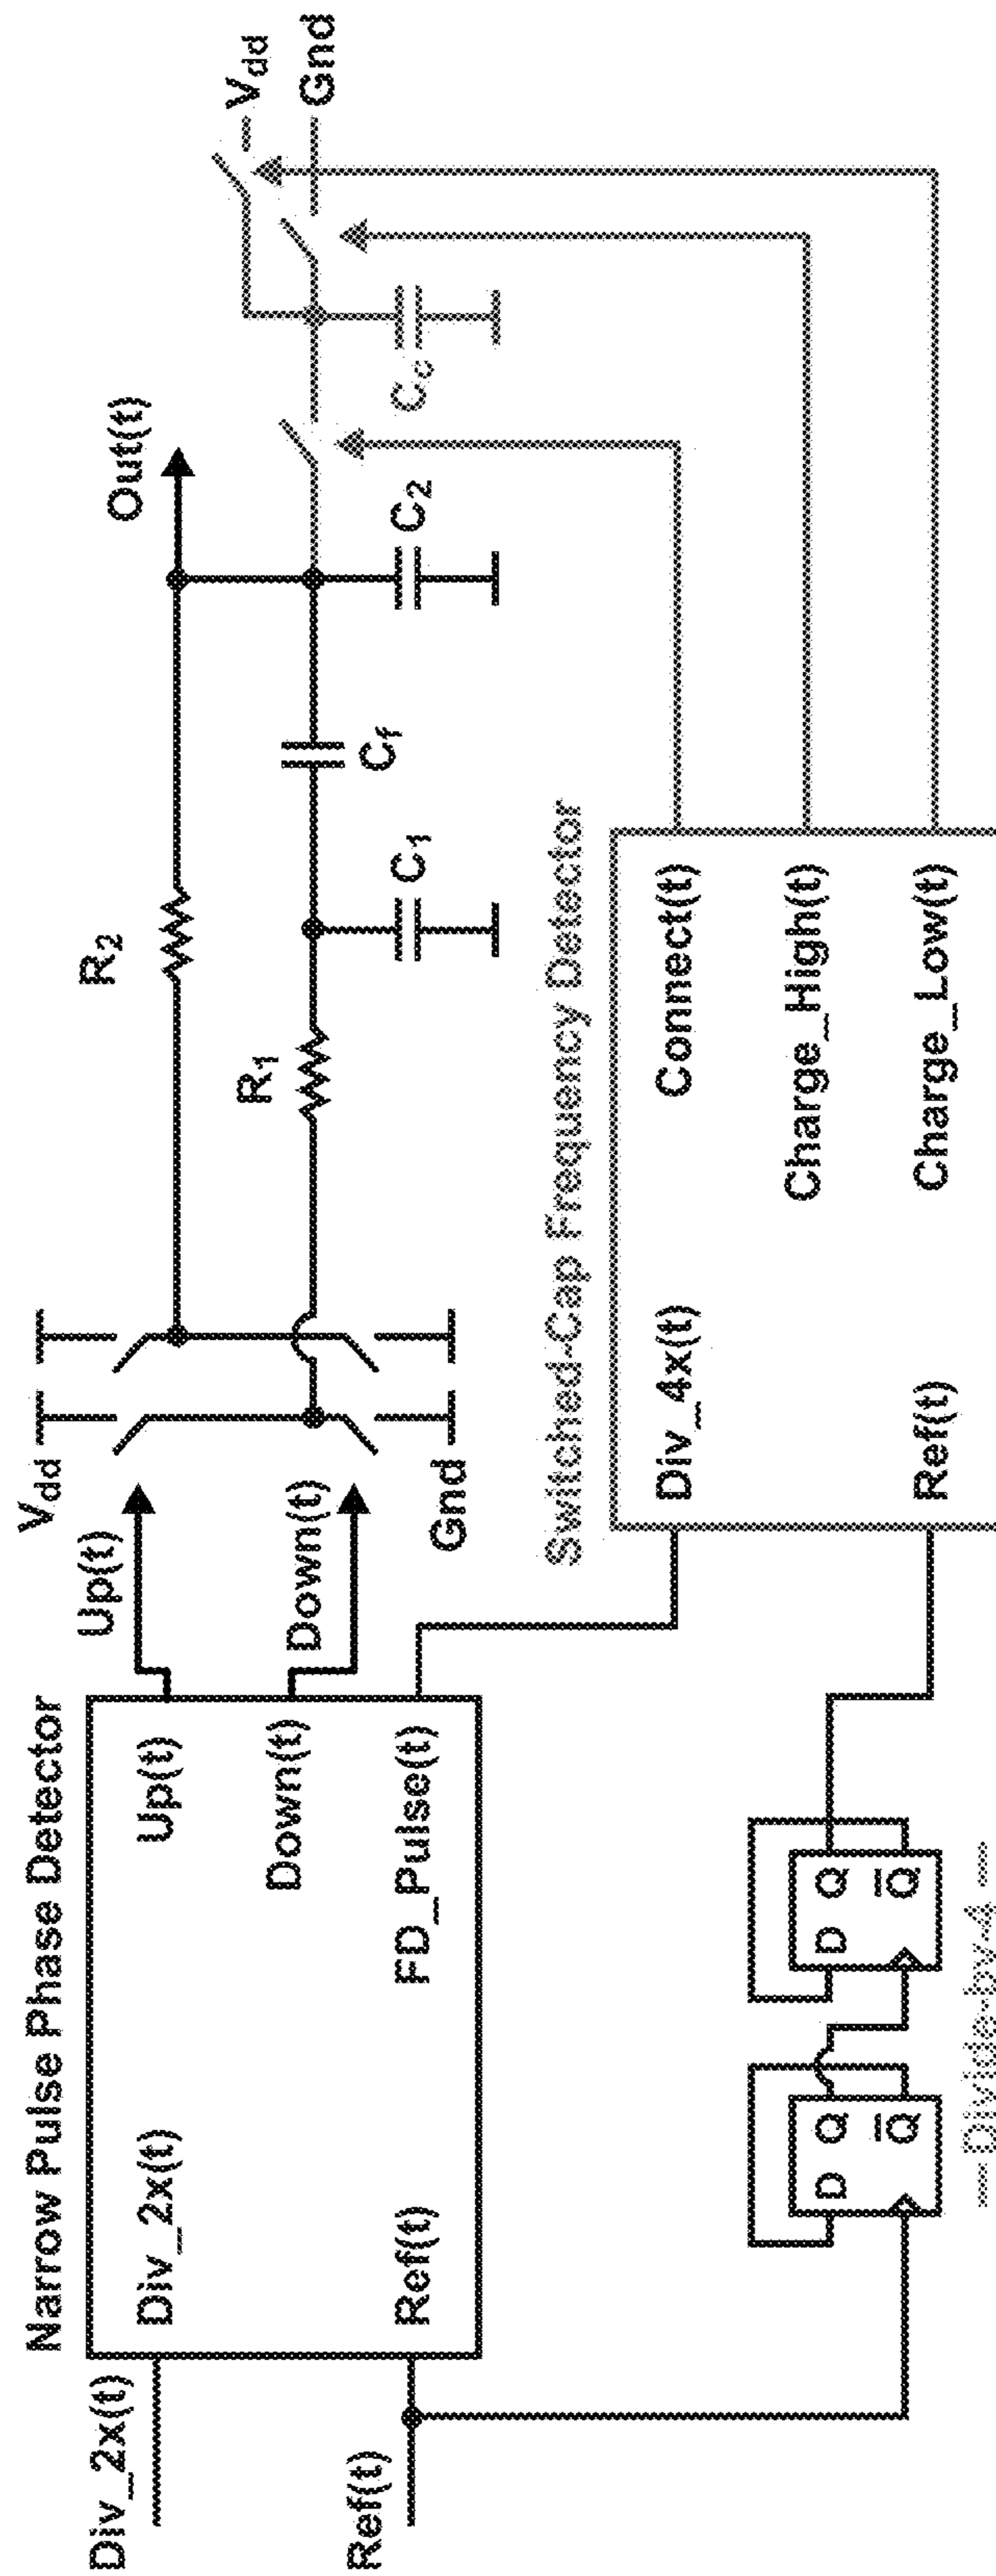 Narrow Pulse Phase Detector
Div_2x(t)
Ref(t)
Div_2x(t)
Ref(t)
Up(t)
Down(t)
FD_Pulse(t)
Up(t)
Down(t)
Vdd
Gnd
R2
R1
C1
Cf
C2
Out(t)
Cc
Vdd
Gnd
Switched-Cap Frequency Detector
Div_4x(t)
Ref(t)
Connect(t)
Charge_High(t)
Charge_Low(t)
D Q
Q
D Q
Q
Divide-by-4